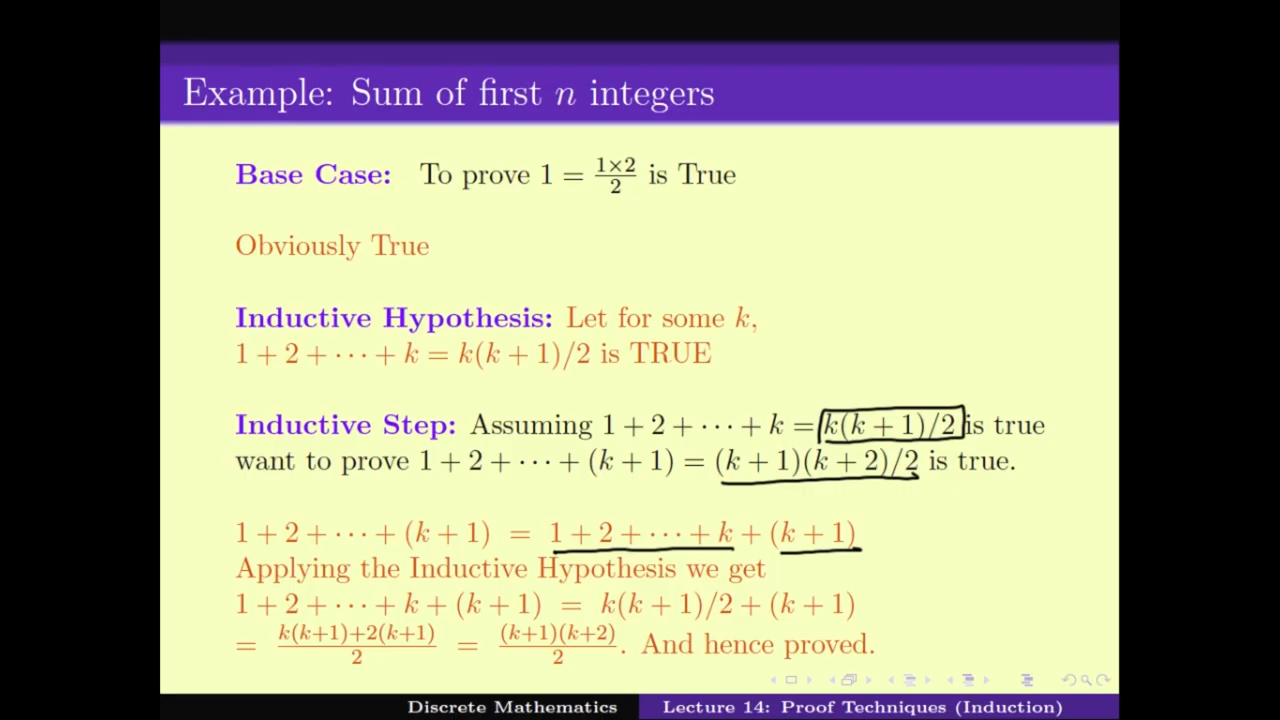 Example: Sum of first n integers
Base Case: To prove 1 = 1×2/2 is True
Obviously True
Inductive Hypothesis: Let for some k,
1 + 2 + ⋯ + k = k(k + 1)/2 is TRUE
Inductive Step: Assuming 1 + 2 + ⋯ + k = k(k + 1)/2 is true
want to prove 1 + 2 + ⋯ + (k + 1) = (k + 1)(k + 2)/2 is true.
1 + 2 + ⋯ + (k + 1) = 1 + 2 + ⋯ + k + (k + 1)
Applying the Inductive Hypothesis we get
1 + 2 + ⋯ + k + (k + 1) = k(k + 1)/2 + (k + 1)
= k(k+1)+2(k+1)/2 = (k+1)(k+2)/2. And hence proved.
Discrete Mathematics Lecture 14: Proof Techniques (Induction)